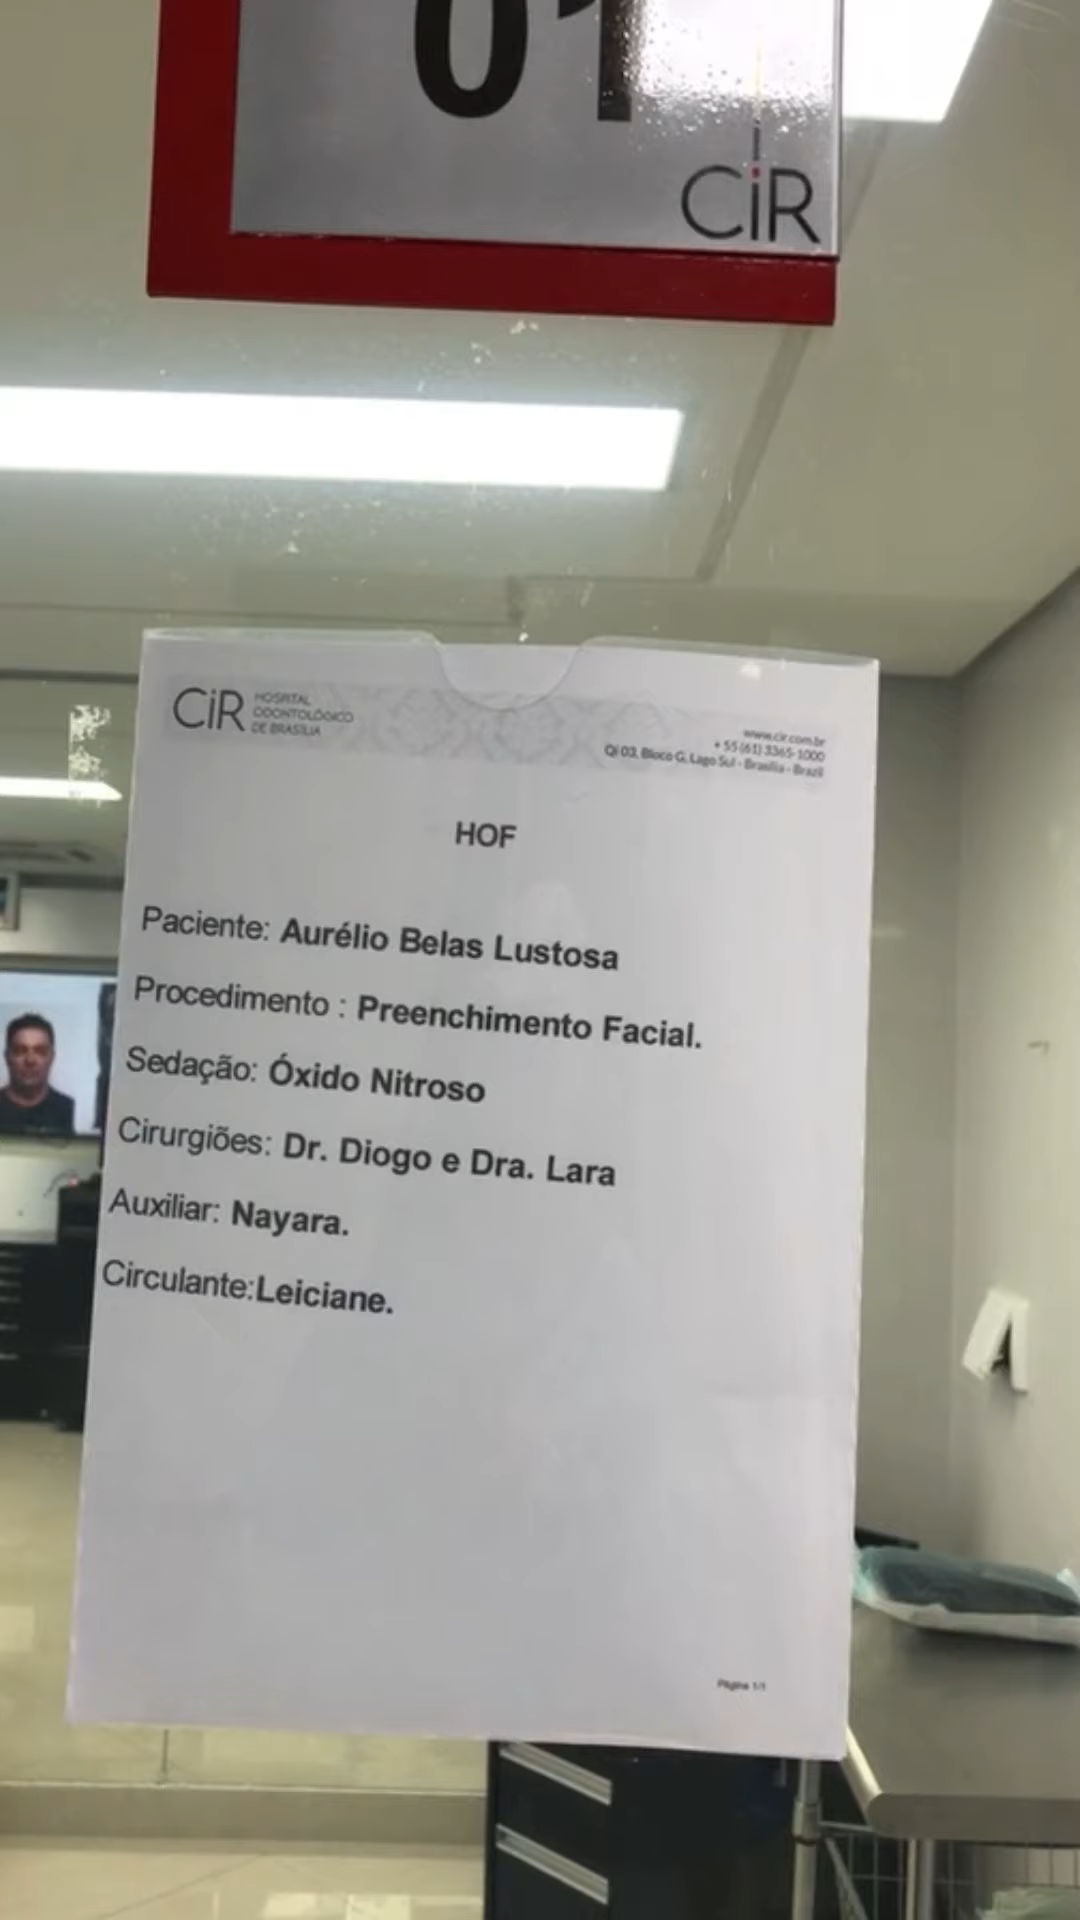 01
CiR
CiR HOSPITAL
ODONTOLÓGICO
DE BRASÍLIA
www.cir.com.br
+ 55 (61) 3365-1000
QI 03, Bloco G, Lago Sul - Brasília - Brazil
HOF
Paciente: Aurélio Belas Lustosa
Procedimento : Preenchimento Facial.
Sedação: Óxido Nitroso
Cirurgiões: Dr. Diogo e Dra. Lara
Auxiliar: Nayara.
Circulante:Leiciane.
Página 1/1